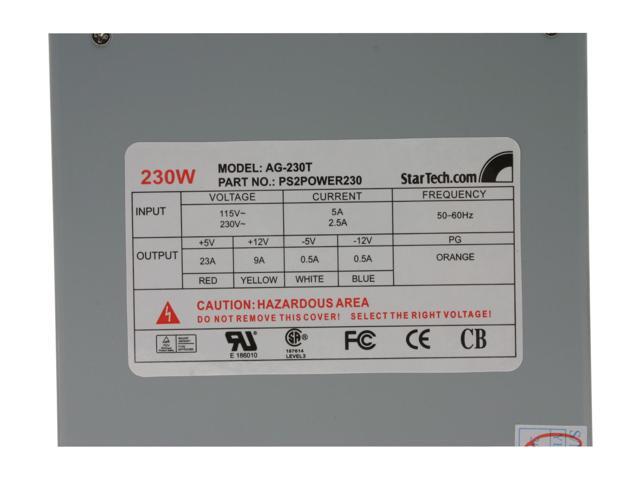 230W
MODEL: AG-230T
PART NO.: PS2POWER230
StarTech.com
VOLTAGE CURRENT FREQUENCY
INPUT 115V~ 5A 50-60Hz
230V~ 2.5A
OUTPUT +5V +12V -5V -12V PG
23A 9A 0.5A 0.5A ORANGE
RED YELLOW WHITE BLUE
CAUTION: HAZARDOUS AREA
DO NOT REMOVE THIS COVER! SELECT THE RIGHT VOLTAGE!
E 186010
LEVEL3
FC CE CB